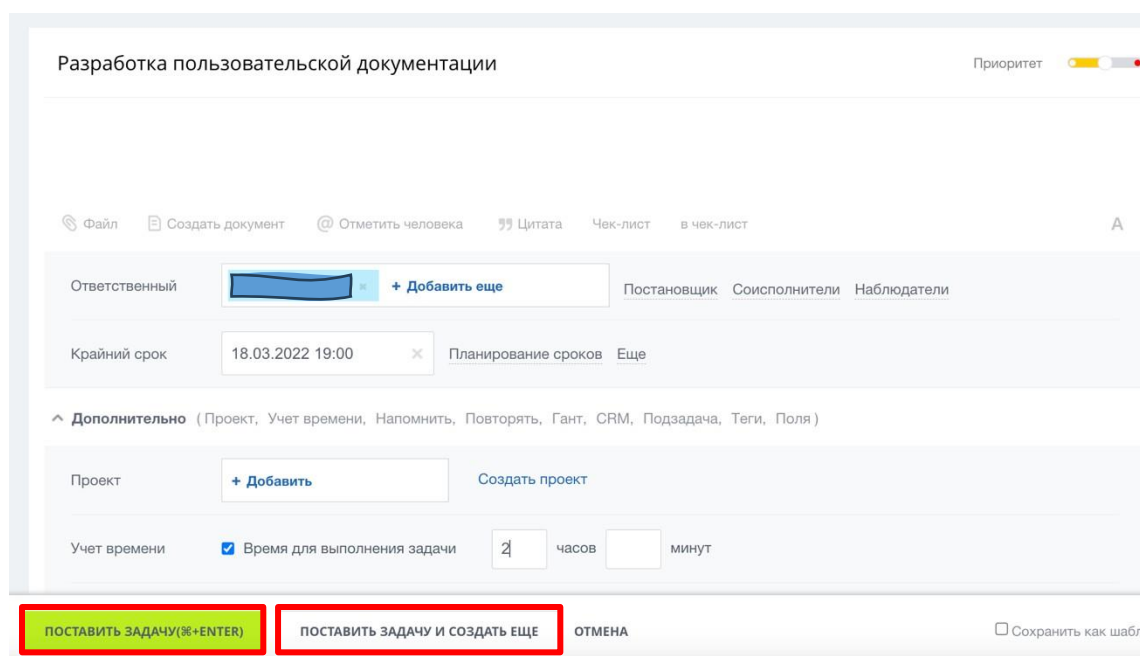 Разработка пользовательской документации Приоритет
Файл Создать документ Отметить человека Цитата Чек-лист в чек-лист A
Ответственный + Добавить еще Постановщик Соисполнители Наблюдатели
Крайний срок 18.03.2022 19:00 Планирование сроков Еще
Дополнительно (Проект, Учет времени, Напомнить, Повторять, Гант, CRM, Подзадача, Теги, Поля)
Проект + Добавить Создать проект
Учет времени Время для выполнения задачи 2 часов минут
ПОСТАВИТЬ ЗАДАЧУ(⌘+ENTER) ПОСТАВИТЬ ЗАДАЧУ И СОЗДАТЬ ЕЩЕ ОТМЕНА Сохранить как шабл